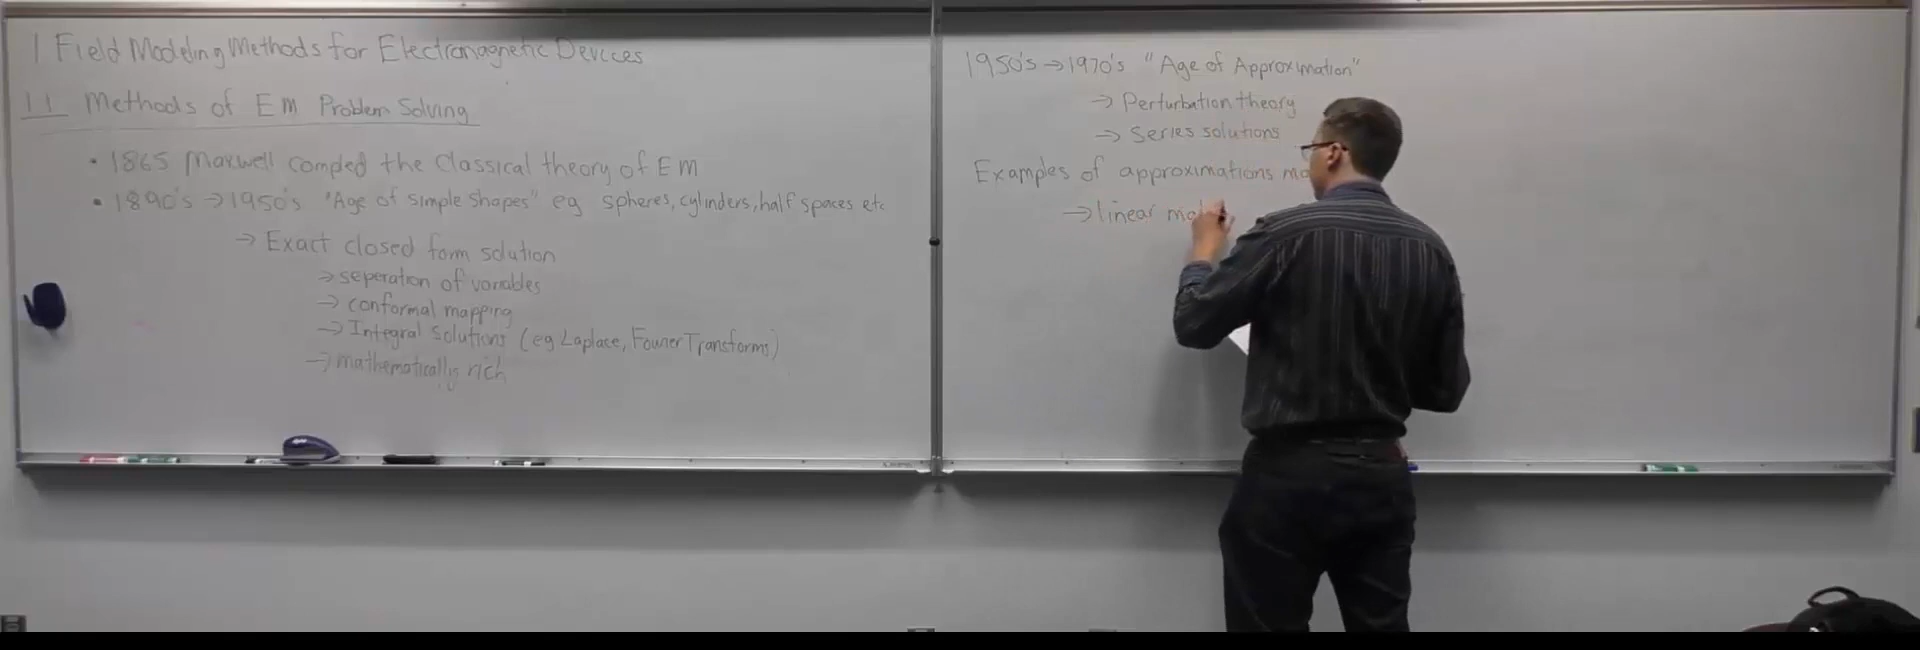 1 Field Modeling Methods for Electromagnetic Devices
1.1 Methods of EM Problem Solving
• 1865 Maxwell compled the Classical theory of EM
• 1890's → 1950's "Age of simple shapes" eg spheres, cylinders, half spaces etc
→ Exact closed form solution
→ seperation of variables
→ conformal mapping
→ Integral Solutions (eg Laplace, Fourier Transforms)
→ mathematically rich
1950's → 1970's "Age of Approximation"
→ Perturbation theory
→ Series solutions
Examples of approximations
→ linear